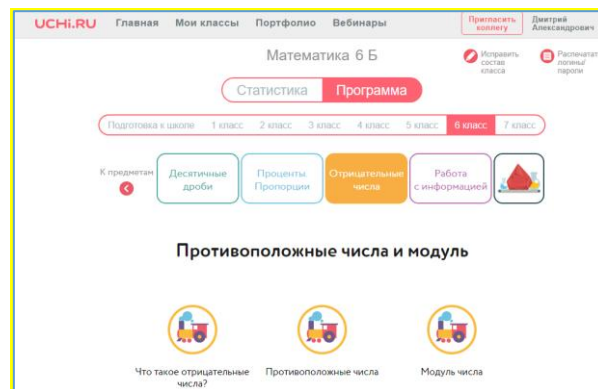 UCHi.RU Главная Мои классы Портфолио Вебинары Пригласить коллегу Дмитрий Александрович
Математика 6 Б
Исправить состав класса
Распечатат логины/ пароли
Статистика Программа
Подготовка к школе 1 класс 2 класс 3 класс 4 класс 5 класс 6 класс 7 класс
К предметам
Десятичные дроби
Проценты Пропорции
Отрицательные числа
Работа с информацией
Противоположные числа и модуль
Что такое отрицательные числа?
Противоположные числа
Модуль числа